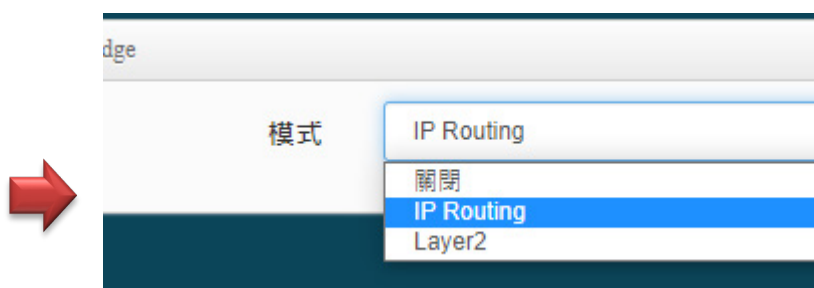 dge
模式
IP Routing
關閉
IP Routing
Layer2